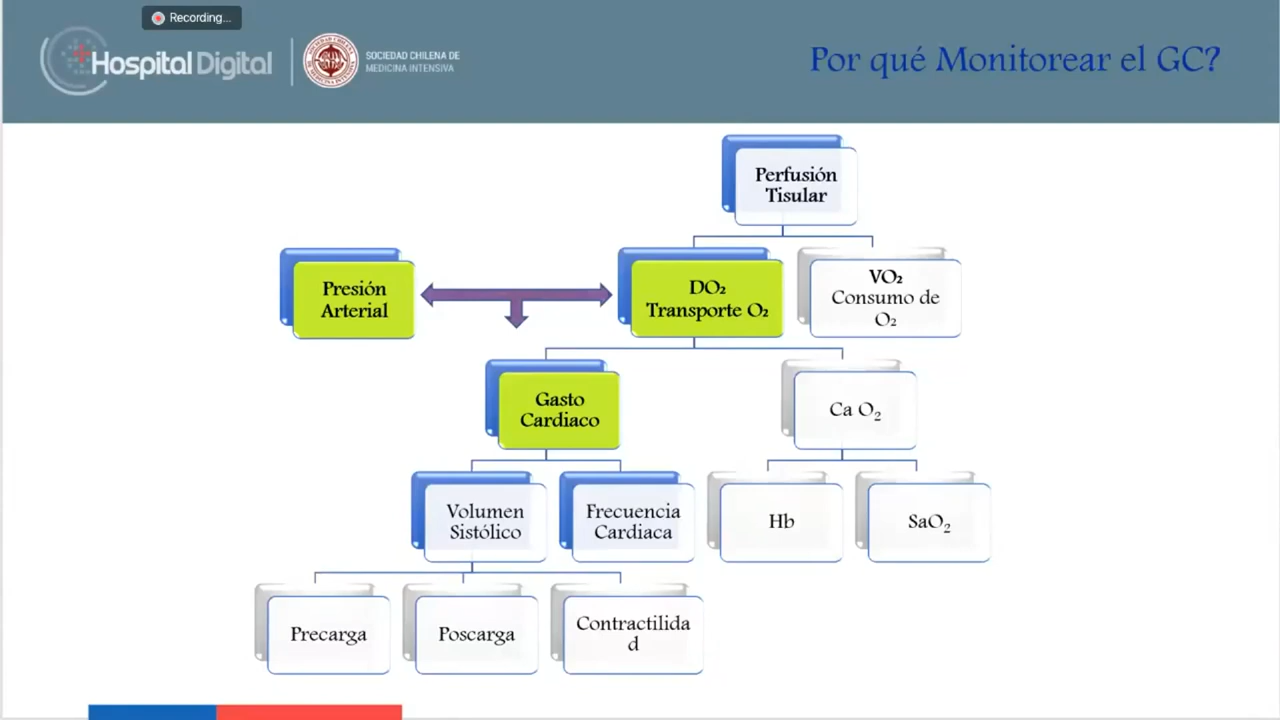 Recording...
Hospital Digital
SOCIEDAD CHILENA DE
MEDICINA INTENSIVA
Por qué Monitorear el GC?
Perfusión
Tisular
Presión
Arterial
DO₂
Transporte O₂
VO₂
Consumo de
O₂
Gasto
Cardiaco
Ca O₂
Volumen
Sistólico
Frecuencia
Cardiaca
Hb
SaO₂
Precarga
Poscarga
Contractilida
d